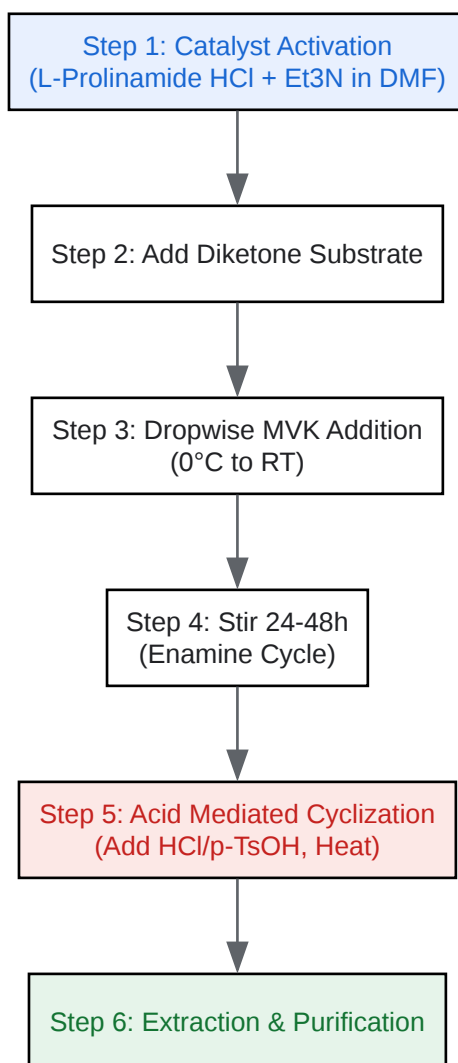 Step 1: Catalyst Activation
(L-Prolinamide HCl + Et3N in DMF)
Step 2: Add Diketone Substrate
Step 3: Dropwise MVK Addition
(0°C to RT)
Step 4: Stir 24-48h
(Enamine Cycle)
Step 5: Acid Mediated Cyclization
(Add HCl/p-TsOH, Heat)
Step 6: Extraction & Purification